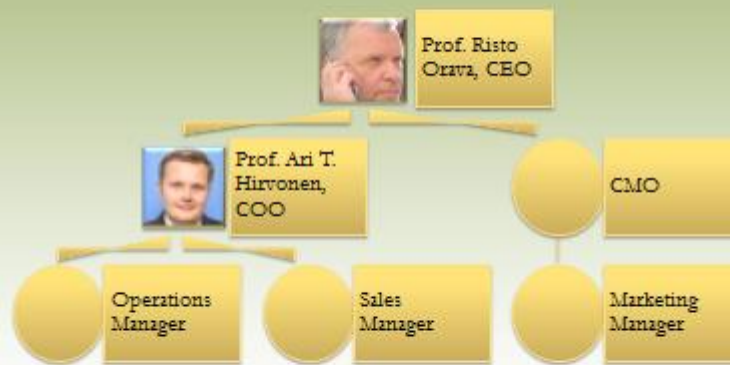 Prof. Risto
Orava, CEO
Prof. Ari T.
Hirvonen,
COO
CMO
Operations
Manager
Sales
Manager
Marketing
Manager